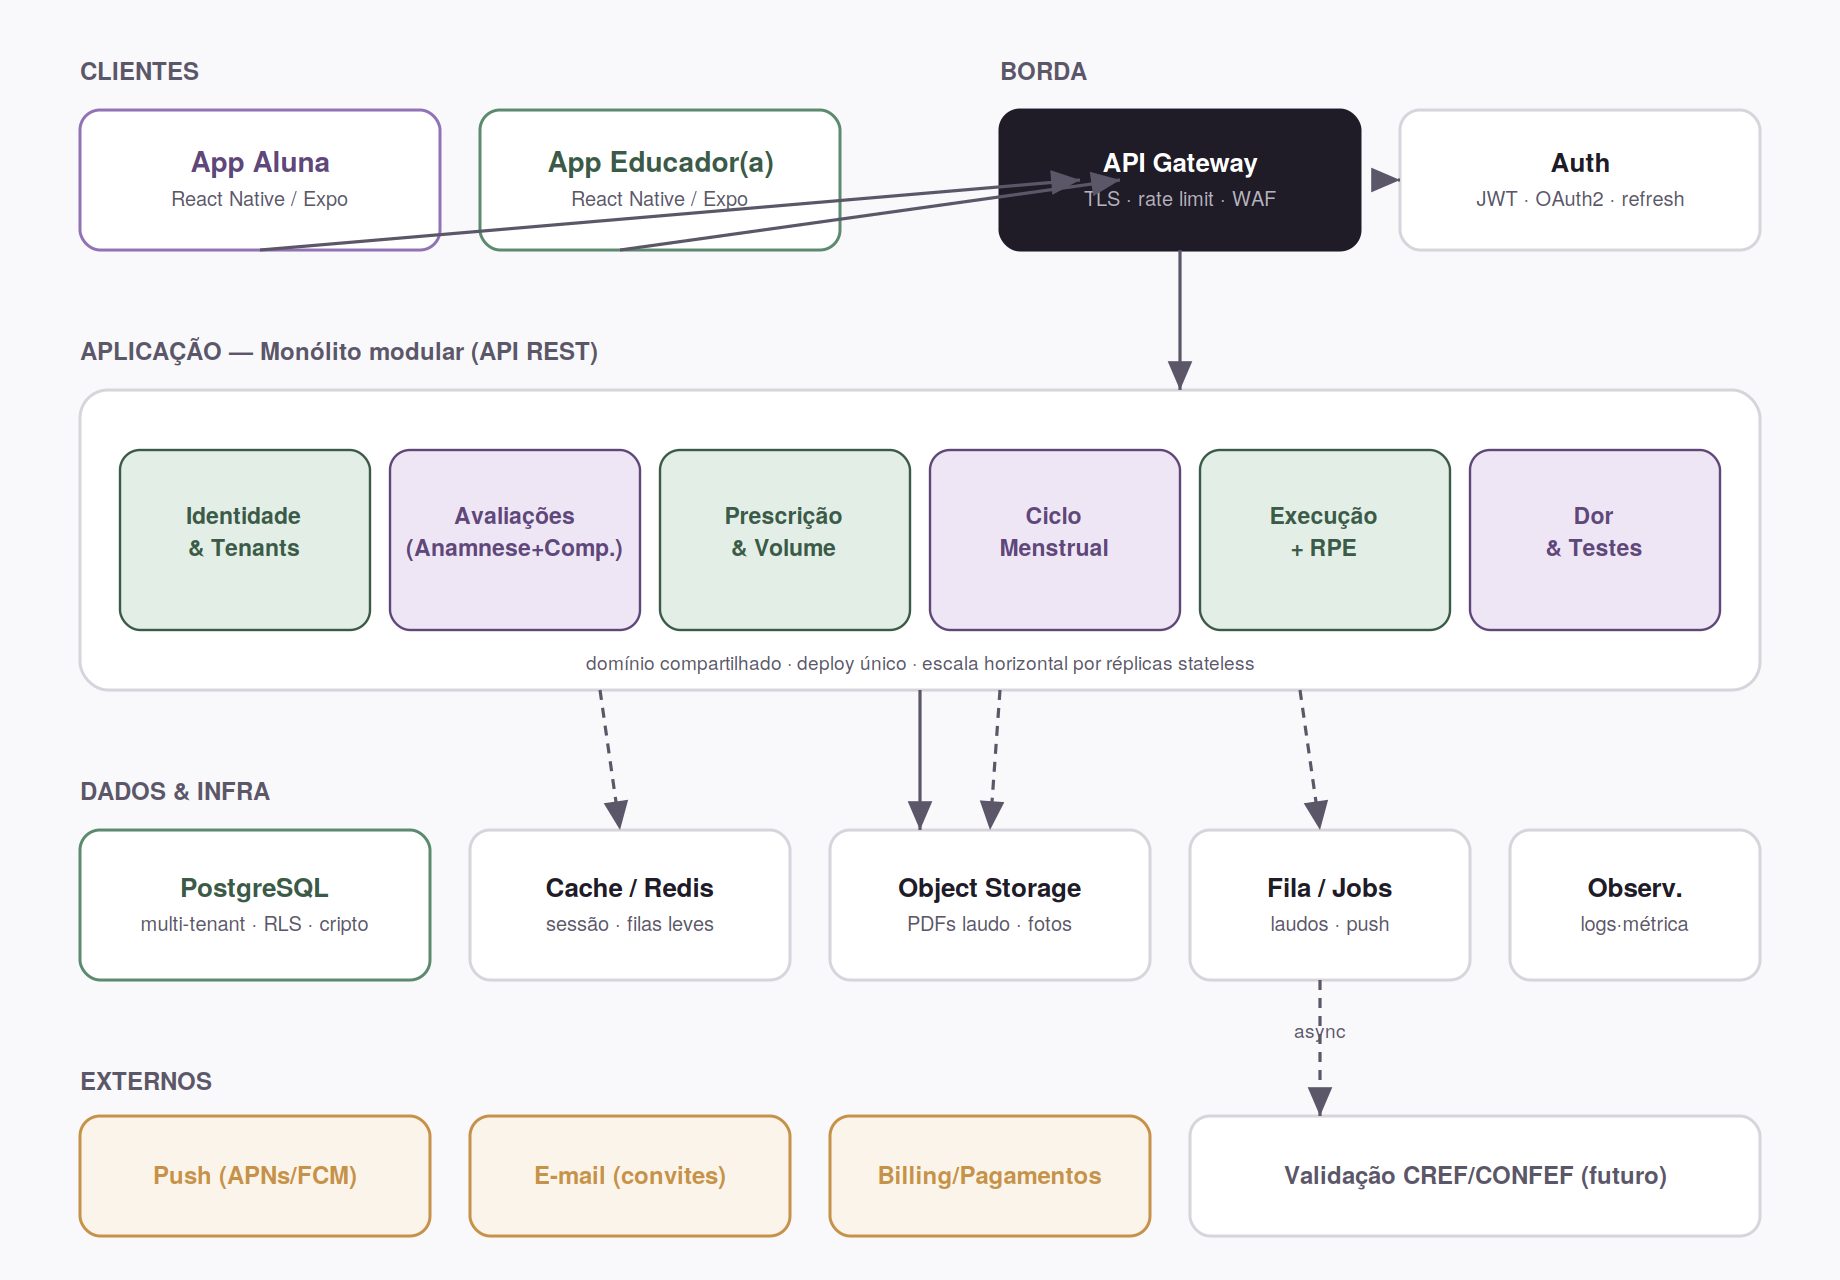 CLIENTES
BORDA
App Aluna
React Native / Expo
App Educador(a)
React Native / Expo
API Gateway
TLS · rate limit · WAF
Auth
JWT · OAuth2 · refresh
APLICAÇÃO — Monólito modular (API REST)
Identidade
& Tenants
Avaliações
(Anamnese+Comp.)
Prescrição
& Volume
Ciclo
Menstrual
Execução
+ RPE
Dor
& Testes
domínio compartilhado · deploy único · escala horizontal por réplicas stateless
DADOS & INFRA
PostgreSQL
multi-tenant · RLS · cripto
Cache / Redis
sessão · filas leves
Object Storage
PDFs laudo · fotos
Fila / Jobs
laudos · push
Observ.
logs·métrica
async
EXTERNOS
Push (APNs/FCM)
E-mail (convites)
Billing/Pagamentos
Validação CREF/CONFEF (futuro)